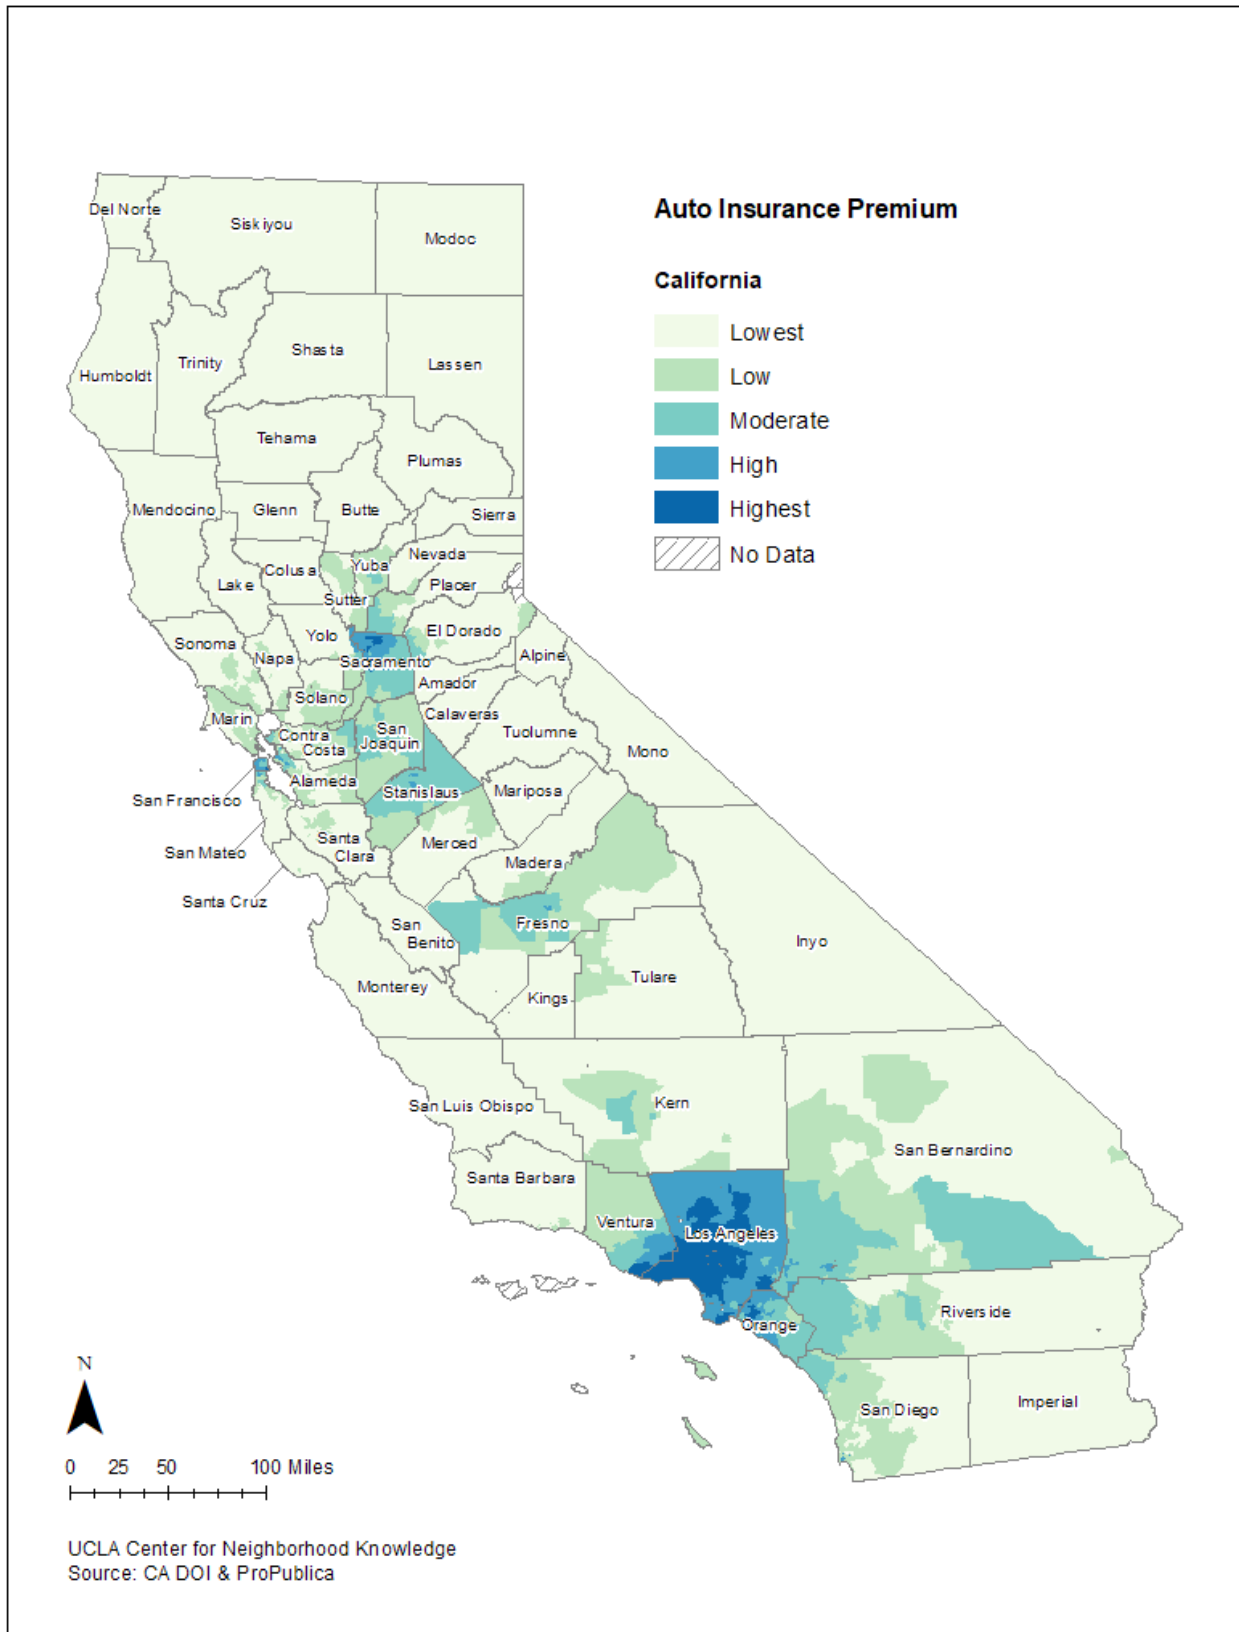 Auto Insurance Premium
California
Lowest
Low
Moderate
High
Highest
No Data
Del Norte
Siskiyou
Modoc
Humboldt
Trinity
Shasta
Lassen
Tehama
Plumas
Mendocino
Glenn
Butte
Sierra
Lake
Colusa
Yuba
Nevada
Placer
Sutter
Sonoma
Napa
Yolo
El Dorado
Sacramento
Alpine
Amador
Solano
Marin
Calaveras
Contra
Costa
San
Joaquin
Tuolumne
Mono
Alameda
Stanislaus
Mariposa
San Francisco
Santa
Clara
Merced
San Mateo
Madera
Santa Cruz
San
Benito
Fresno
Inyo
Monterey
Kings
Tulare
San Luis Obispo
Kern
San Bernardino
Santa Barbara
Ventura
Los Angeles
Orange
Riverside
San Diego
Imperial
N
0 25 50 100 Miles
UCLA Center for Neighborhood Knowledge
Source: CA DOI & ProPublica